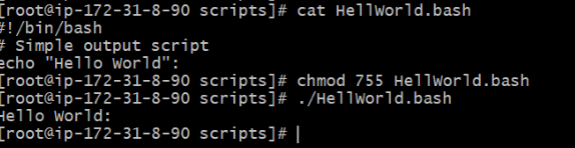 [root@ip-172-31-8-90 scripts]# cat HellWorld.bash
#!/bin/bash
# Simple output script
echo "Hello World":
[root@ip-172-31-8-90 scripts]# chmod 755 HellWorld.bash
[root@ip-172-31-8-90 scripts]# ./HellWorld.bash
Hello World:
[root@ip-172-31-8-90 scripts]#